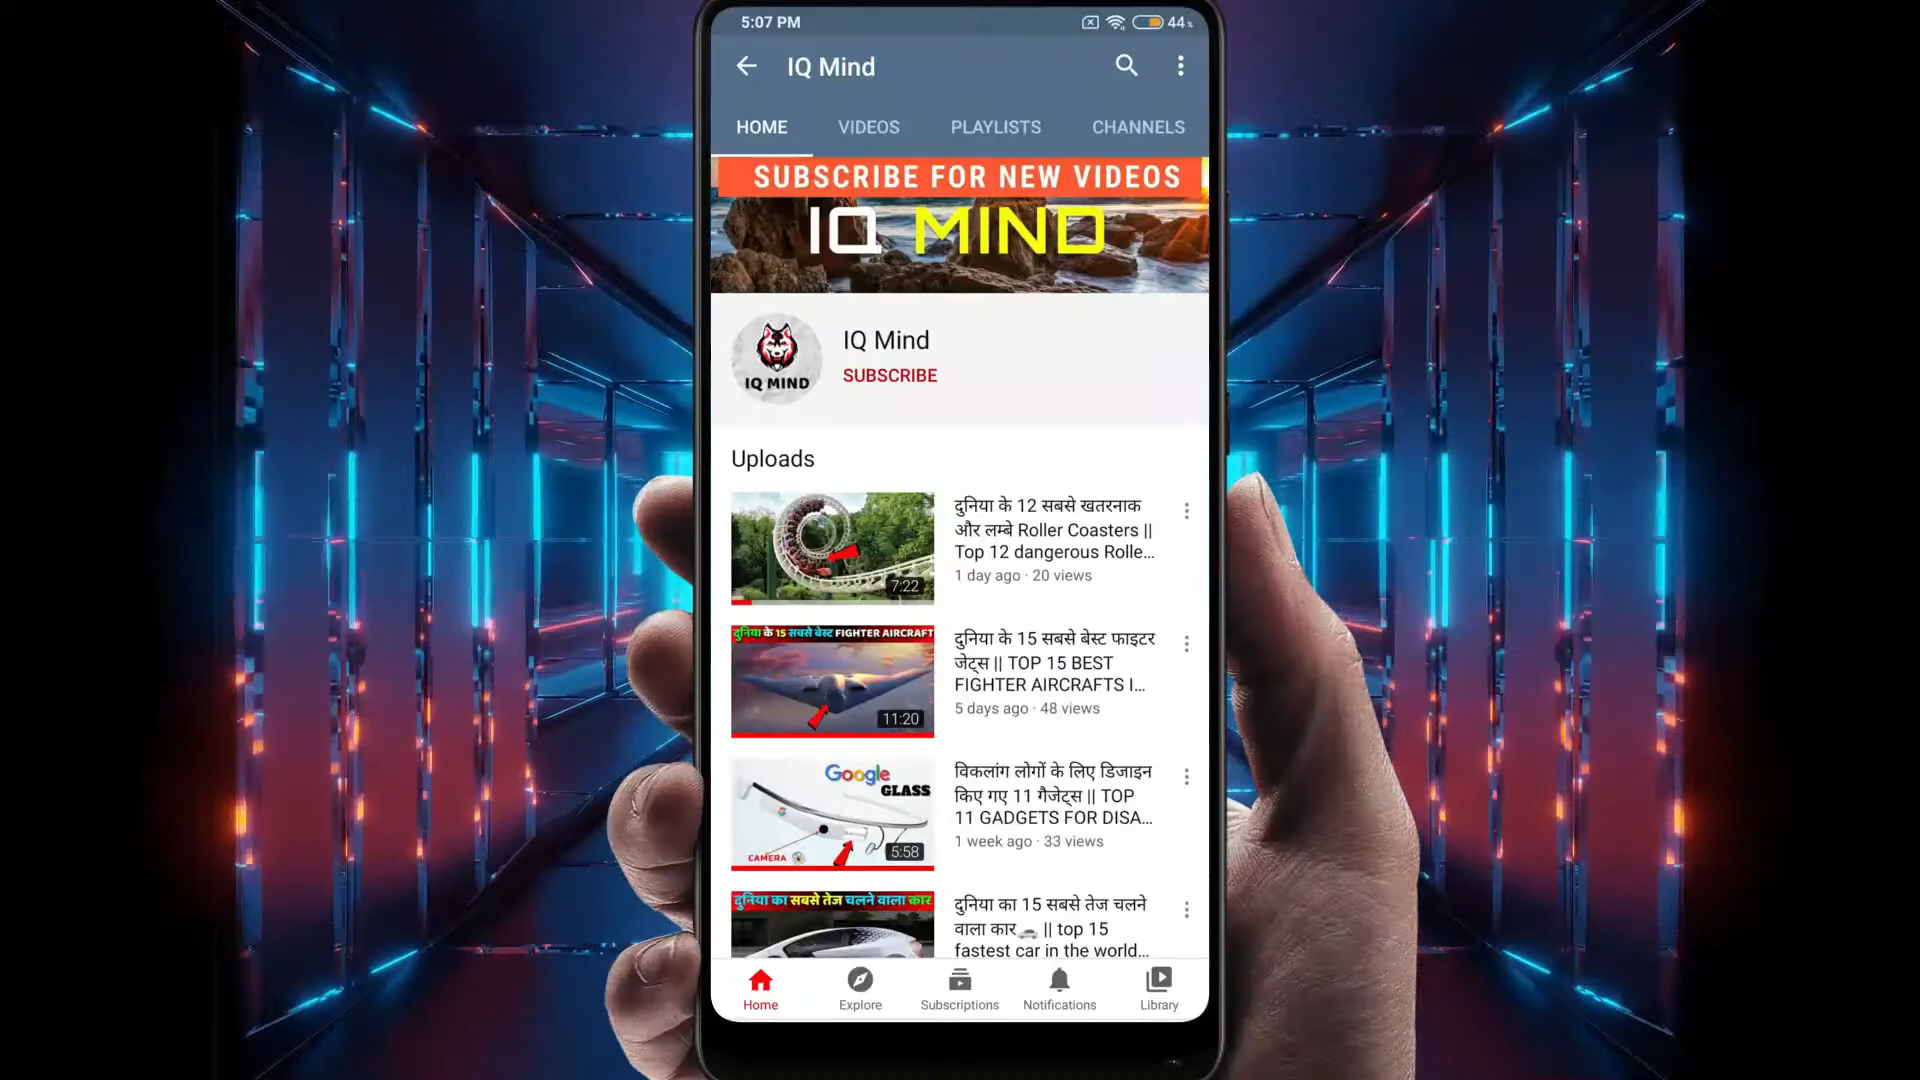 5:07 PM
44%
IQ Mind
HOME
VIDEOS
PLAYLISTS
CHANNELS
SUBSCRIBE FOR NEW VIDEOS
IQ MIND
IQ MIND
IQ Mind
SUBSCRIBE
Uploads
7:22
दुनिया के 12 सबसे खतरनाक
और लम्बे Roller Coasters ||
Top 12 dangerous Rolle...
1 day ago · 20 views
दुनिया के 15 सबसे बेस्ट FIGHTER AIRCRAFT
11:20
दुनिया के 15 सबसे बेस्ट फाइटर
जेट्स || TOP 15 BEST
FIGHTER AIRCRAFTS I...
5 days ago · 48 views
Google
GLASS
CAMERA
5:58
विकलांग लोगों के लिए डिजाइन
किए गए 11 गैजेट्स || TOP
11 GADGETS FOR DISA...
1 week ago · 33 views
दुनिया का सबसे तेज चलने वाला कार
दुनिया का 15 सबसे तेज चलने
वाला कार🚗 || top 15
fastest car in the world...
Home
Explore
Subscriptions
Notifications
Library